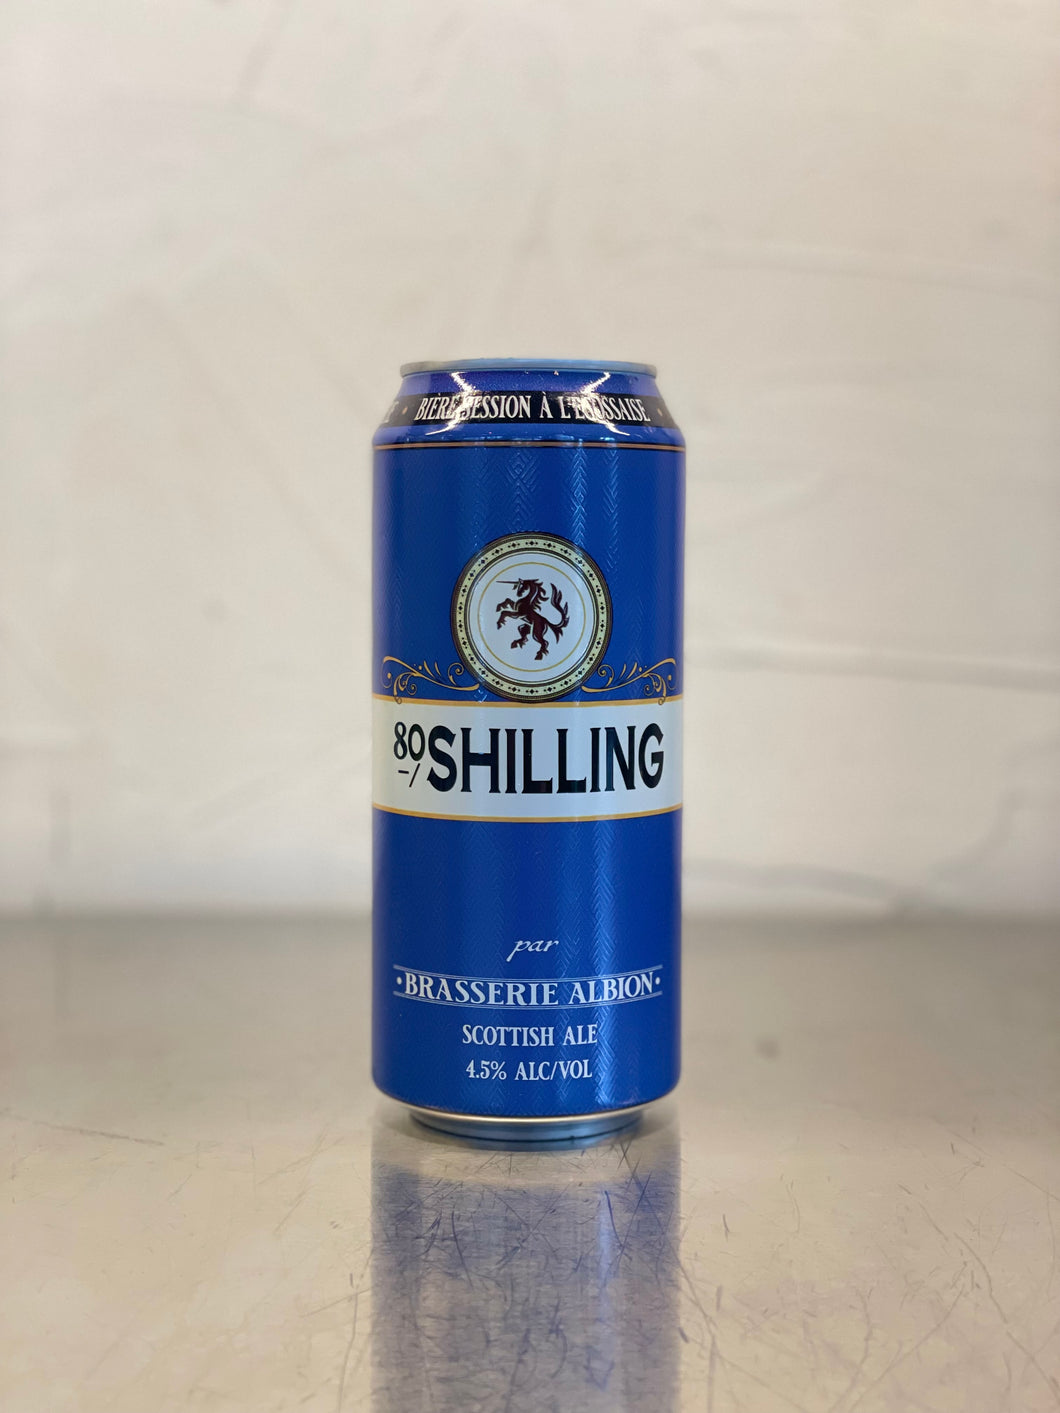 • BIÈRE SESSION À L'ÉCOSSAISE •
80/- SHILLING
par
• BRASSERIE ALBION •
SCOTTISH ALE
4.5% ALC/VOL